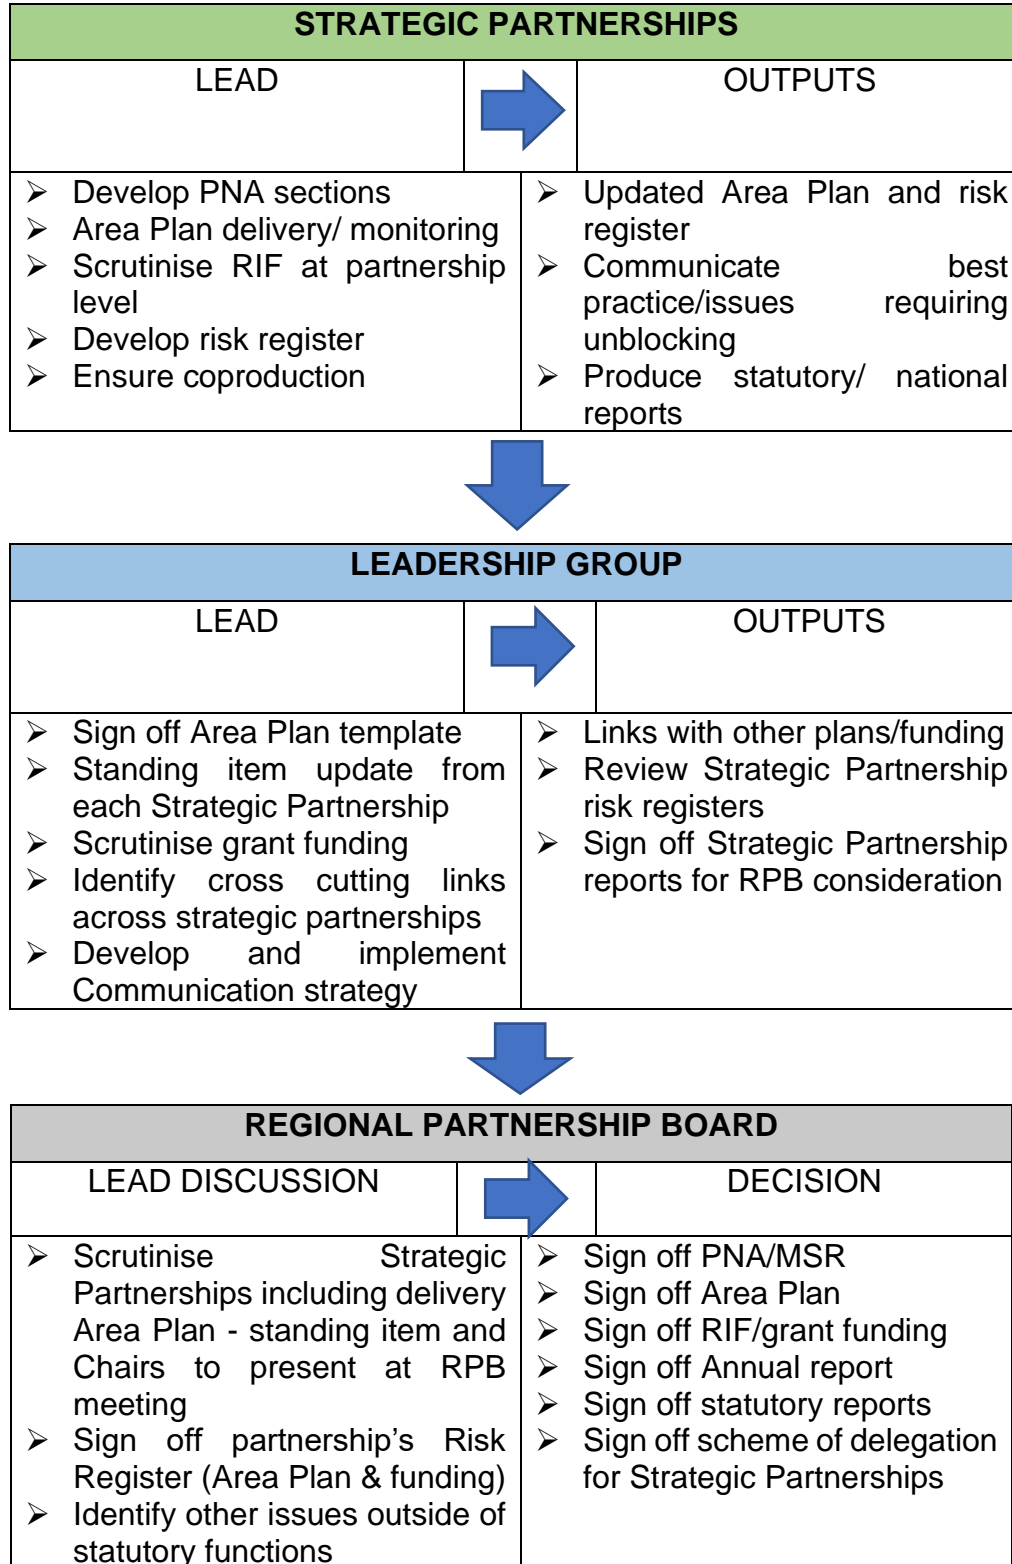 STRATEGIC PARTNERSHIPS
LEAD
OUTPUTS
➢ Develop PNA sections
➢ Area Plan delivery/ monitoring
➢ Scrutinise RIF at partnership
level
➢ Develop risk register
➢ Ensure coproduction
➢ Updated Area Plan and risk
register
➢ Communicate best
practice/issues requiring
unblocking
➢ Produce statutory/ national
reports
LEADERSHIP GROUP
LEAD
OUTPUTS
➢ Sign off Area Plan template
➢ Standing item update from
each Strategic Partnership
➢ Scrutinise grant funding
➢ Identify cross cutting links
across strategic partnerships
➢ Develop and implement
Communication strategy
➢ Links with other plans/funding
➢ Review Strategic Partnership
risk registers
➢ Sign off Strategic Partnership
reports for RPB consideration
REGIONAL PARTNERSHIP BOARD
LEAD DISCUSSION
DECISION
➢ Scrutinise Strategic
Partnerships including delivery
Area Plan - standing item and
Chairs to present at RPB
meeting
➢ Sign off partnership’s Risk
Register (Area Plan & funding)
➢ Identify other issues outside of
statutory functions
➢ Sign off PNA/MSR
➢ Sign off Area Plan
➢ Sign off RIF/grant funding
➢ Sign off Annual report
➢ Sign off statutory reports
➢ Sign off scheme of delegation
for Strategic Partnerships